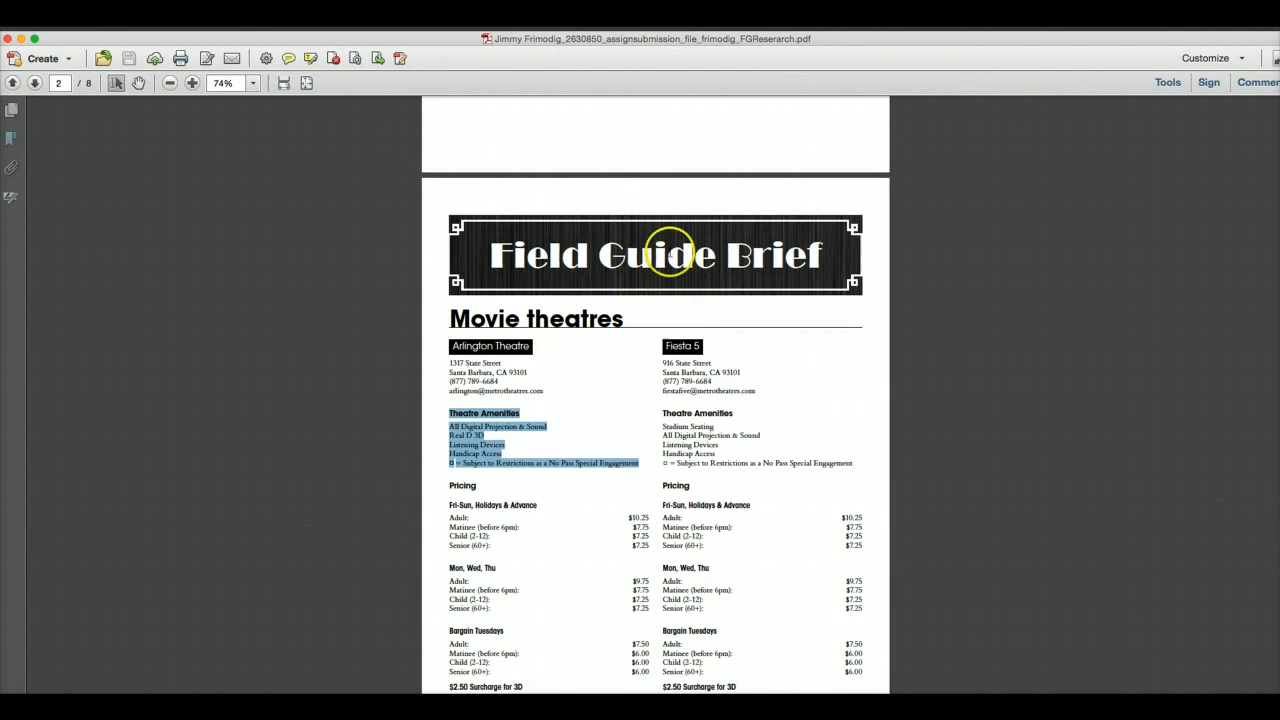 Jimmy Frimodig_2630850_assignsubmission_file_frimodig_FGReserarch.pdf
Create
Customize
2 / 8
74%
Tools
Sign
Commer
Field Guide Brief
Movie theatres
Arlington Theatre
1317 State Street
Santa Barbara, CA 93101
(877) 789-6684
arlington@metrotheatres.com
Theatre Amenities
All Digital Projection & Sound
Real D 3D
Listening Devices
Handicap Access
¤ = Subject to Restrictions as a No Pass Special Engagement
Pricing
Fri-Sun, Holidays & Advance
Adult: $10.25
Matinee (before 6pm): $7.75
Child (2-12): $7.25
Senior (60+): $7.25
Mon, Wed, Thu
Adult: $9.75
Matinee (before 6pm): $7.75
Child (2-12): $7.25
Senior (60+): $7.25
Bargain Tuesdays
Adult: $7.50
Matinee (before 6pm): $6.00
Child (2-12): $6.00
Senior (60+): $6.00
$2.50 Surcharge for 3D
Fiesta 5
916 State Street
Santa Barbara, CA 93101
(877) 789-6684
fiestafive@metrotheatres.com
Theatre Amenities
Stadium Seating
All Digital Projection & Sound
Listening Devices
Handicap Access
¤ = Subject to Restrictions as a No Pass Special Engagement
Pricing
Fri-Sun, Holidays & Advance
Adult: $10.25
Matinee (before 6pm): $7.75
Child (2-12): $7.25
Senior (60+): $7.25
Mon, Wed, Thu
Adult: $9.75
Matinee (before 6pm): $7.75
Child (2-12): $7.25
Senior (60+): $7.25
Bargain Tuesdays
Adult: $7.50
Matinee (before 6pm): $6.00
Child (2-12): $6.00
Senior (60+): $6.00
$2.50 Surcharge for 3D